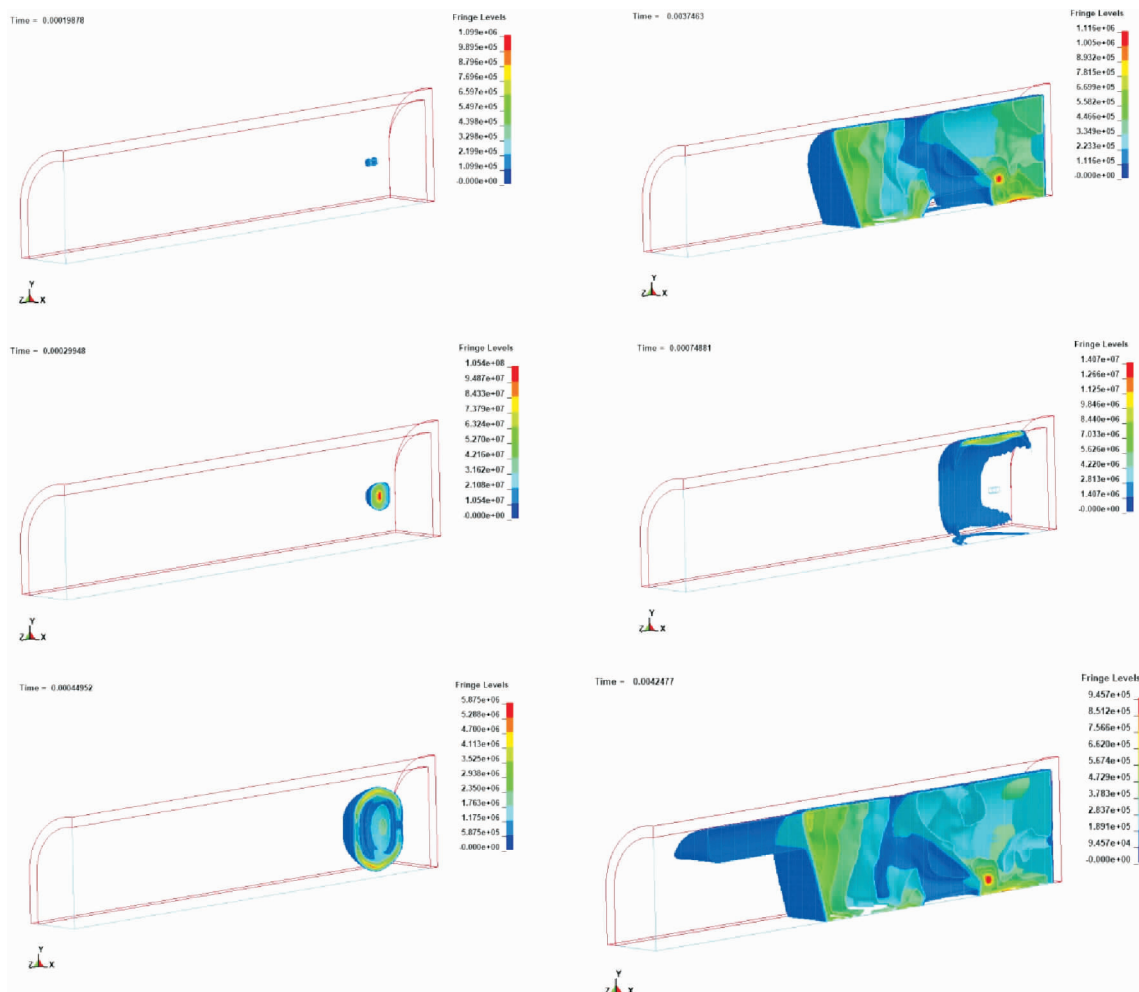 Time = 0.00019878
Fringe Levels
1.099e+06
9.895e+05
8.796e+05
7.696e+05
6.597e+05
5.497e+05
4.398e+05
3.298e+05
2.199e+05
1.099e+05
-0.000e+00
Y
Z X
Time = 0.0037463
Fringe Levels
1.116e+06
1.005e+06
8.932e+05
7.815e+05
6.699e+05
5.582e+05
4.466e+05
3.349e+05
2.233e+05
1.116e+05
-0.000e+00
Y
Z X
Time = 0.00029948
Fringe Levels
1.054e+08
9.487e+07
8.433e+07
7.379e+07
6.324e+07
5.270e+07
4.216e+07
3.162e+07
2.108e+07
1.054e+07
-0.000e+00
Y
Z X
Time = 0.00074881
Fringe Levels
1.407e+07
1.266e+07
1.125e+07
9.846e+06
8.440e+06
7.033e+06
5.626e+06
4.220e+06
2.813e+06
1.407e+06
-0.000e+00
Y
Z X
Time = 0.00044952
Fringe Levels
5.875e+06
5.288e+06
4.700e+06
4.113e+06
3.525e+06
2.938e+06
2.350e+06
1.763e+06
1.175e+06
5.875e+05
-0.000e+00
Y
Z X
Time = 0.0042477
Fringe Levels
9.457e+05
8.512e+05
7.566e+05
6.620e+05
5.674e+05
4.729e+05
3.783e+05
2.837e+05
1.891e+05
9.457e+04
-0.000e+00
Y
Z X